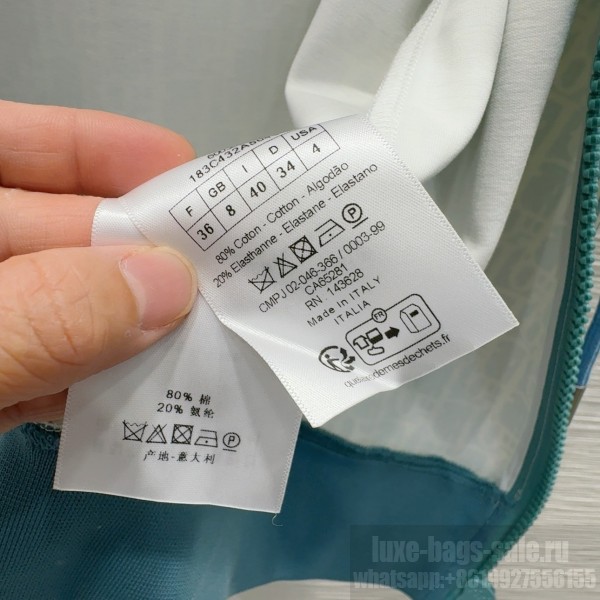 183C432A
F GB I D USA
36 8 40 34 4
80% Coton - Cotton - Algodão
20% Elasthanne - Elastane - Elastano
CMPJ 02-046-366 / 0003-99
CA65281
RN : 143628
Made in ITALY
ITALIA
FR
80% 棉
20% 氨纶
产地-意大利
luxe-bags-sale.ru